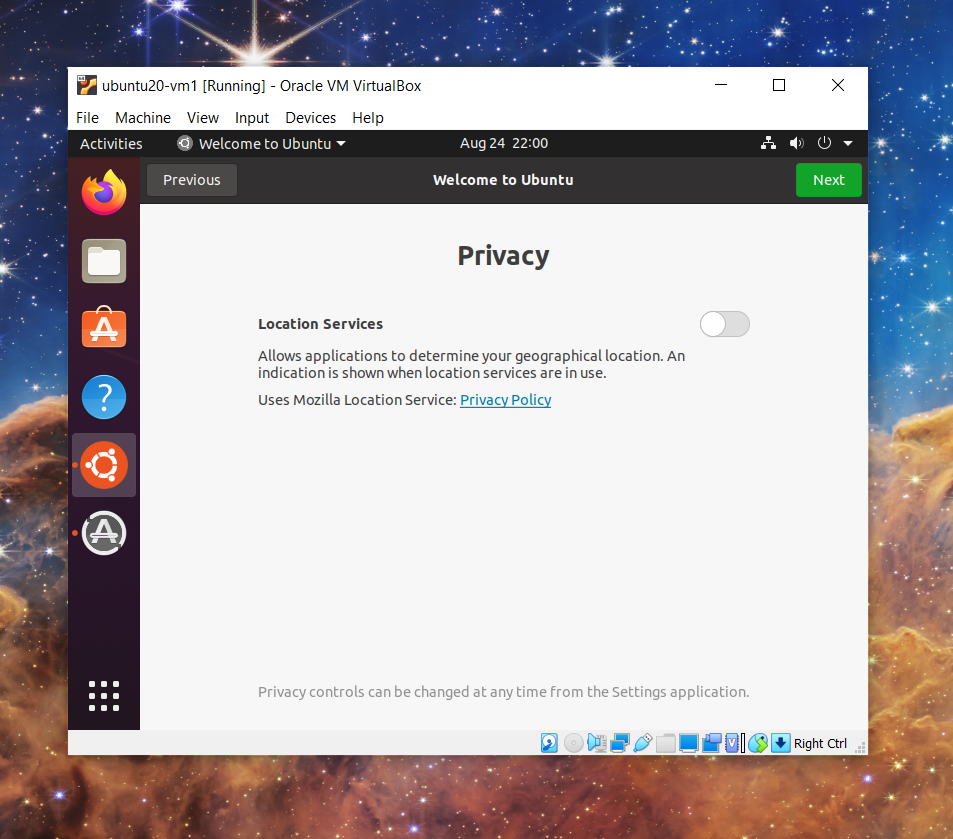 ubuntu20-vm1 [Running] - Oracle VM VirtualBox
File Machine View Input Devices Help
Activities Welcome to Ubuntu Aug 24 22:00
Previous Welcome to Ubuntu Next
Privacy
Location Services
Allows applications to determine your geographical location. An
indication is shown when location services are in use.
Uses Mozilla Location Service: Privacy Policy
Privacy controls can be changed at any time from the Settings application.
Right Ctrl